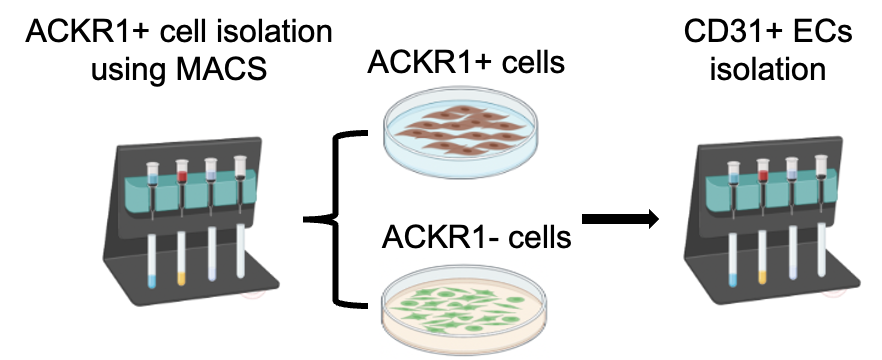 ACKR1+ cell isolation
using MACS
ACKR1+ cells
ACKR1- cells
CD31+ ECs
isolation